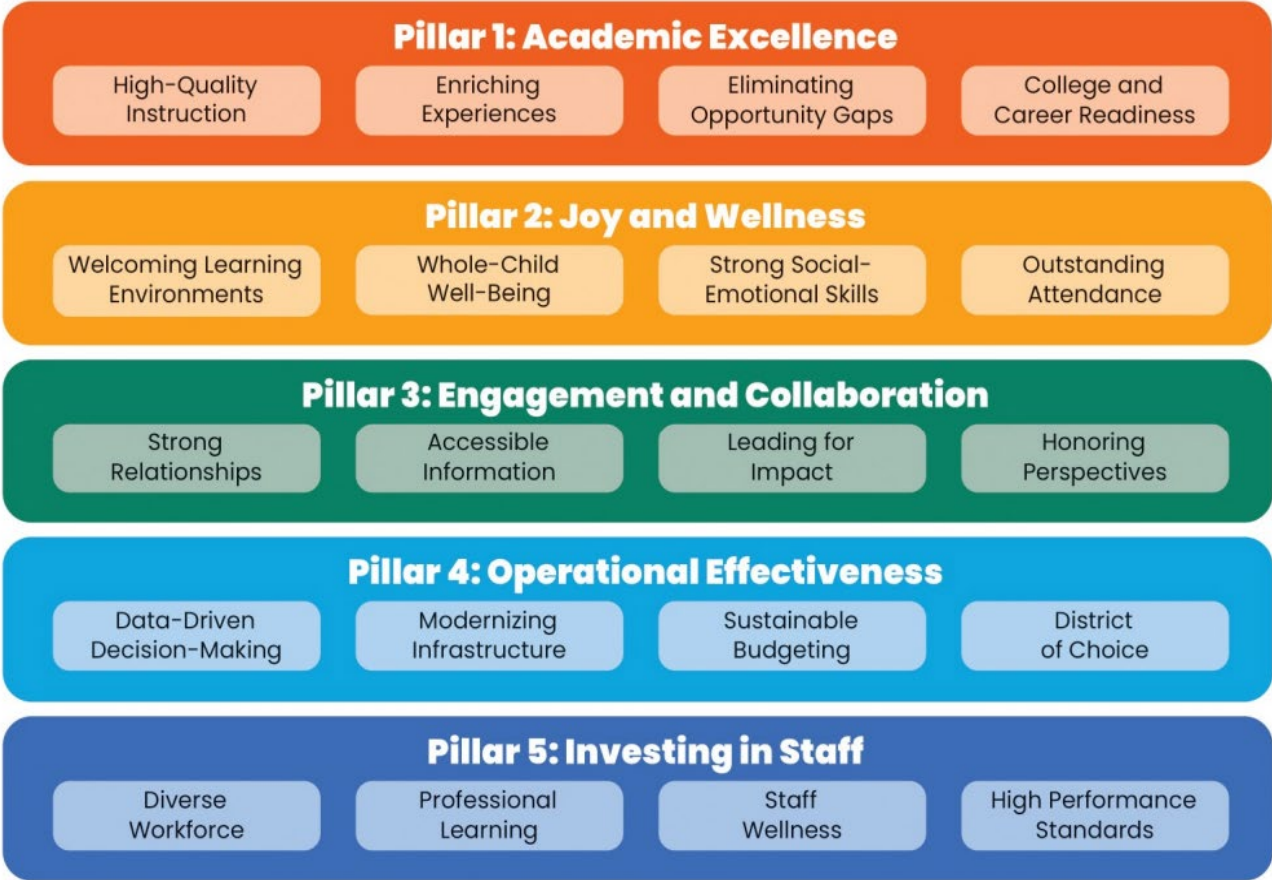 Pillar 1: Academic Excellence
High-Quality
Instruction
Enriching
Experiences
Eliminating
Opportunity Gaps
College and
Career Readiness
Pillar 2: Joy and Wellness
Welcoming Learning
Environments
Whole-Child
Well-Being
Strong Social-
Emotional Skills
Outstanding
Attendance
Pillar 3: Engagement and Collaboration
Strong
Relationships
Accessible
Information
Leading for
Impact
Honoring
Perspectives
Pillar 4: Operational Effectiveness
Data-Driven
Decision-Making
Modernizing
Infrastructure
Sustainable
Budgeting
District
of Choice
Pillar 5: Investing in Staff
Diverse
Workforce
Professional
Learning
Staff
Wellness
High Performance
Standards